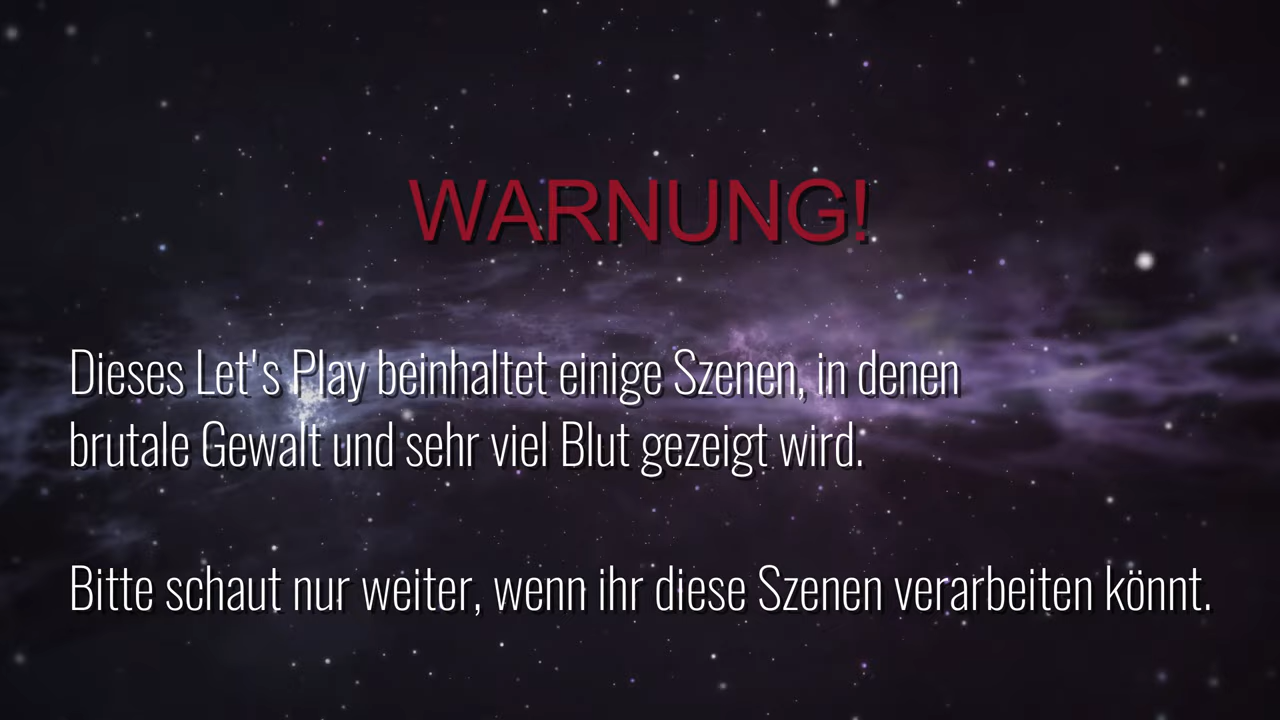 WARNUNG!
Dieses Let's Play beinhaltet einige Szenen, in denen
brutale Gewalt und sehr viel Blut gezeigt wird.
Bitte schaut nur weiter, wenn ihr diese Szenen verarbeiten könnt.